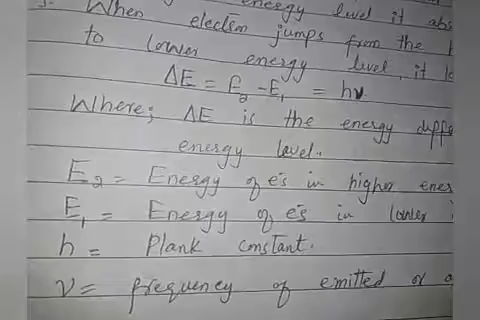 When energy level it abs
electron jumps from the
to lower energy level, it
ΔE = E₂ - E₁ = hν
Where; ΔE is the energy diffe
energy level.
E₂ = Energy of e's in higher ener
E₁ = Energy of e's in lower
h = Plank constant.
ν = frequency of emitted or a